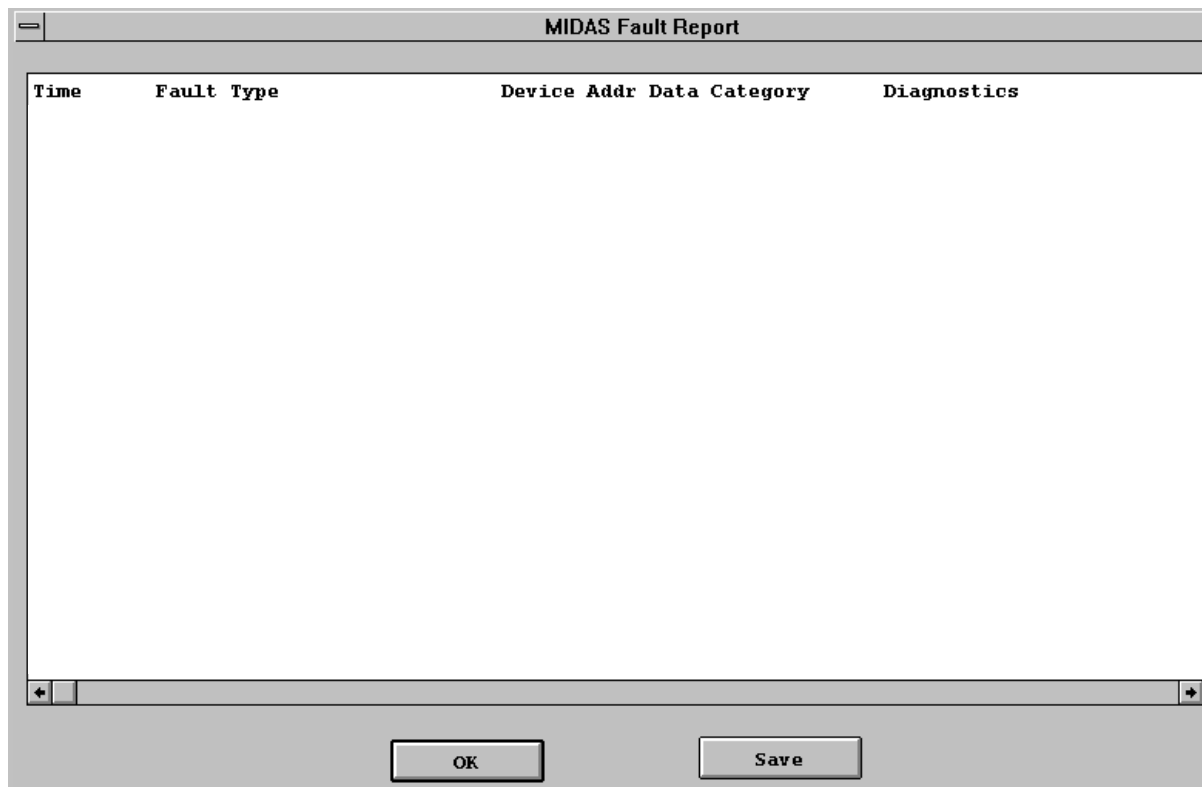 MIDAS Fault Report
Time Fault Type Device Addr Data Category Diagnostics
OK Save